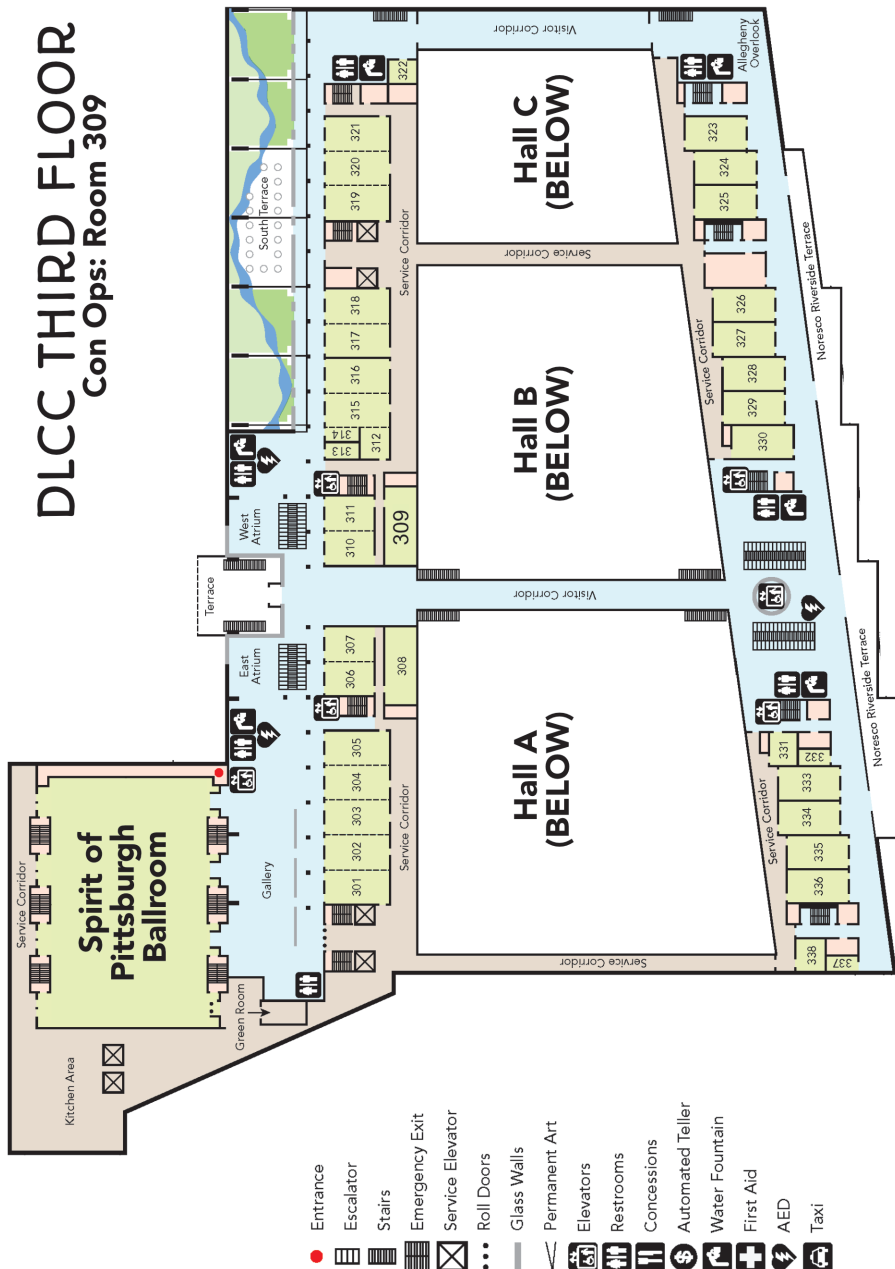 DLCC THIRD FLOOR
Con Ops: Room 309
Service Corridor
Spirit of
Pittsburgh
Ballroom
Kitchen Area
Green Room
Gallery
East
Atrium
Terrace
West
Atrium
South Terrace
301
302
303
304
305
306
307
308
309
310
311
312
313
314
315
316
317
318
319
320
321
322
Service Corridor
Service Corridor
Hall A
(BELOW)
Hall B
(BELOW)
Hall C
(BELOW)
Service Corridor
Visitor Corridor
Service Corridor
Visitor Corridor
Allegheny
Overlook
Service Corridor
Service Corridor
323
324
325
326
327
328
329
330
331
332
333
334
335
336
337
338
Noresco Riverside Terrace
Noresco Riverside Terrace
Entrance
Escalator
Stairs
Emergency Exit
Service Elevator
Roll Doors
Glass Walls
Permanent Art
Elevators
Restrooms
Concessions
$
Automated Teller
Water Fountain
First Aid
AED
Taxi